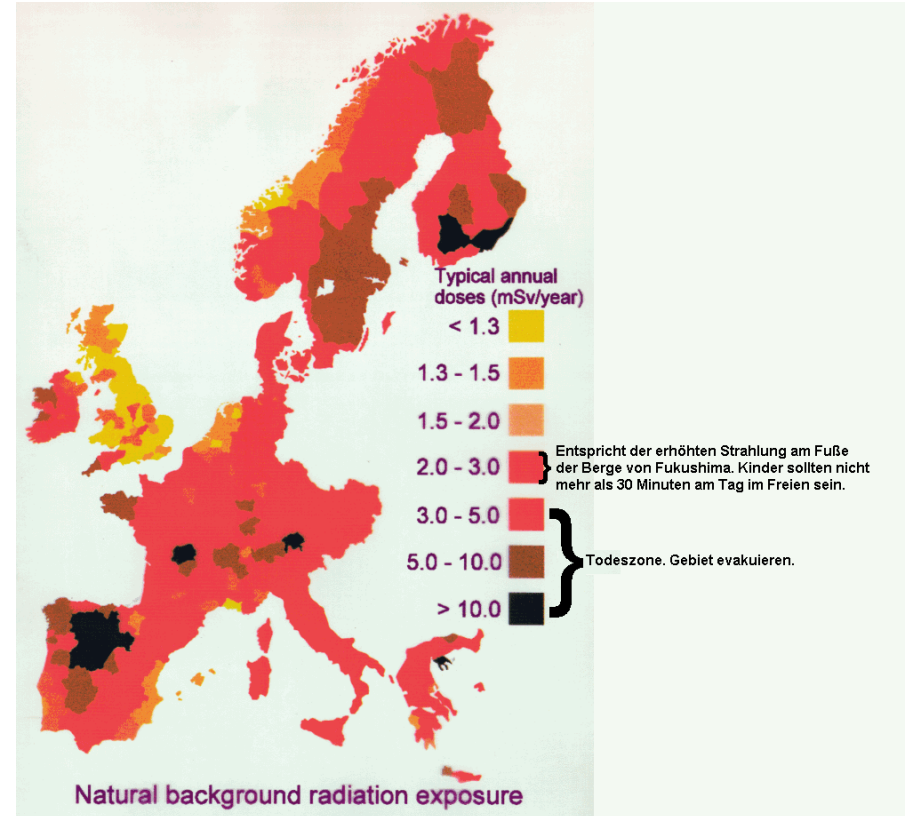 Typical annual
doses (mSv/year)
< 1.3
1.3 - 1.5
1.5 - 2.0
2.0 - 3.0
Entspricht der erhöhten Strahlung am Fuße
der Berge von Fukushima. Kinder sollten nicht
mehr als 30 Minuten am Tag im Freien sein.
3.0 - 5.0
5.0 - 10.0
> 10.0
Todeszone. Gebiet evakuieren.
Natural background radiation exposure